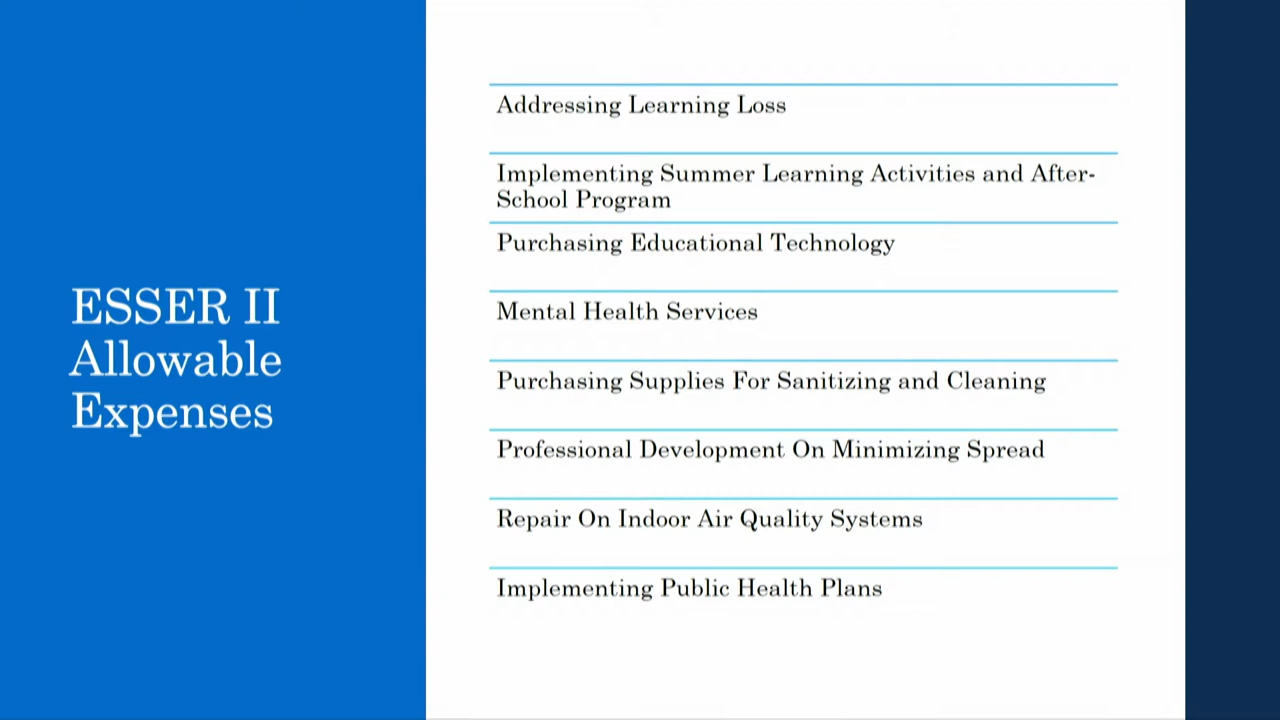 ESSER II
Allowable
Expenses
Addressing Learning Loss
Implementing Summer Learning Activities and After-
School Program
Purchasing Educational Technology
Mental Health Services
Purchasing Supplies For Sanitizing and Cleaning
Professional Development On Minimizing Spread
Repair On Indoor Air Quality Systems
Implementing Public Health Plans